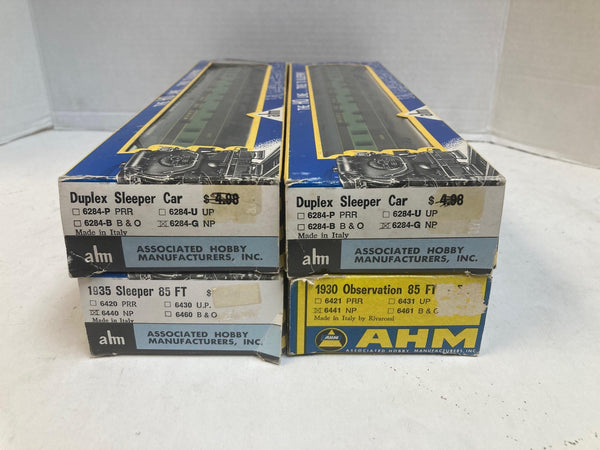 Duplex Sleeper Car $ 4.98
☐ 6284-P PRR ☐ 6284-U UP
☐ 6284-B B & O ☒ 6284-G NP
Made in Italy
ahm ASSOCIATED HOBBY
MANUFACTURERS, INC.
Duplex Sleeper Car $ 4.98
☐ 6284-P PRR ☐ 6284-U UP
☐ 6284-B B & O ☒ 6284-G NP
Made in Italy
ahm ASSOCIATED HOBBY
MANUFACTURERS, INC.
1935 Sleeper 85 FT $
☐ 6420 PRR ☐ 6430 U.P.
☒ 6440 NP ☐ 6460 B & O
ahm ASSOCIATED HOBBY
MANUFACTURERS, INC.
1930 Observation 85 FT
☐ 6421 PRR ☐ 6431 UP
☒ 6441 NP ☐ 6461 B &
Made in Italy by Rivarossi
AHM AHM
ASSOCIATED HOBBY MANUFACTURERS, INC.